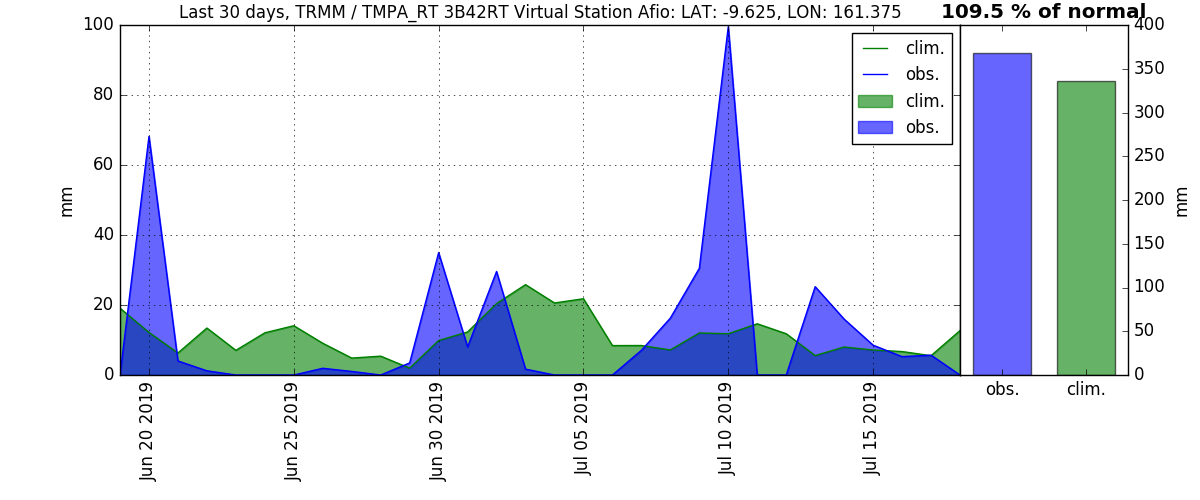 Last 30 days, TRMM / TMPA_RT 3B42RT Virtual Station Afio: LAT: -9.625, LON: 161.375
109.5 % of normal
mm
100
80
60
40
20
0
clim.
obs.
clim.
obs.
Jun 20 2019
Jun 25 2019
Jun 30 2019
Jul 05 2019
Jul 10 2019
Jul 15 2019
400
350
300
250
200
150
100
50
0
mm
obs.
clim.